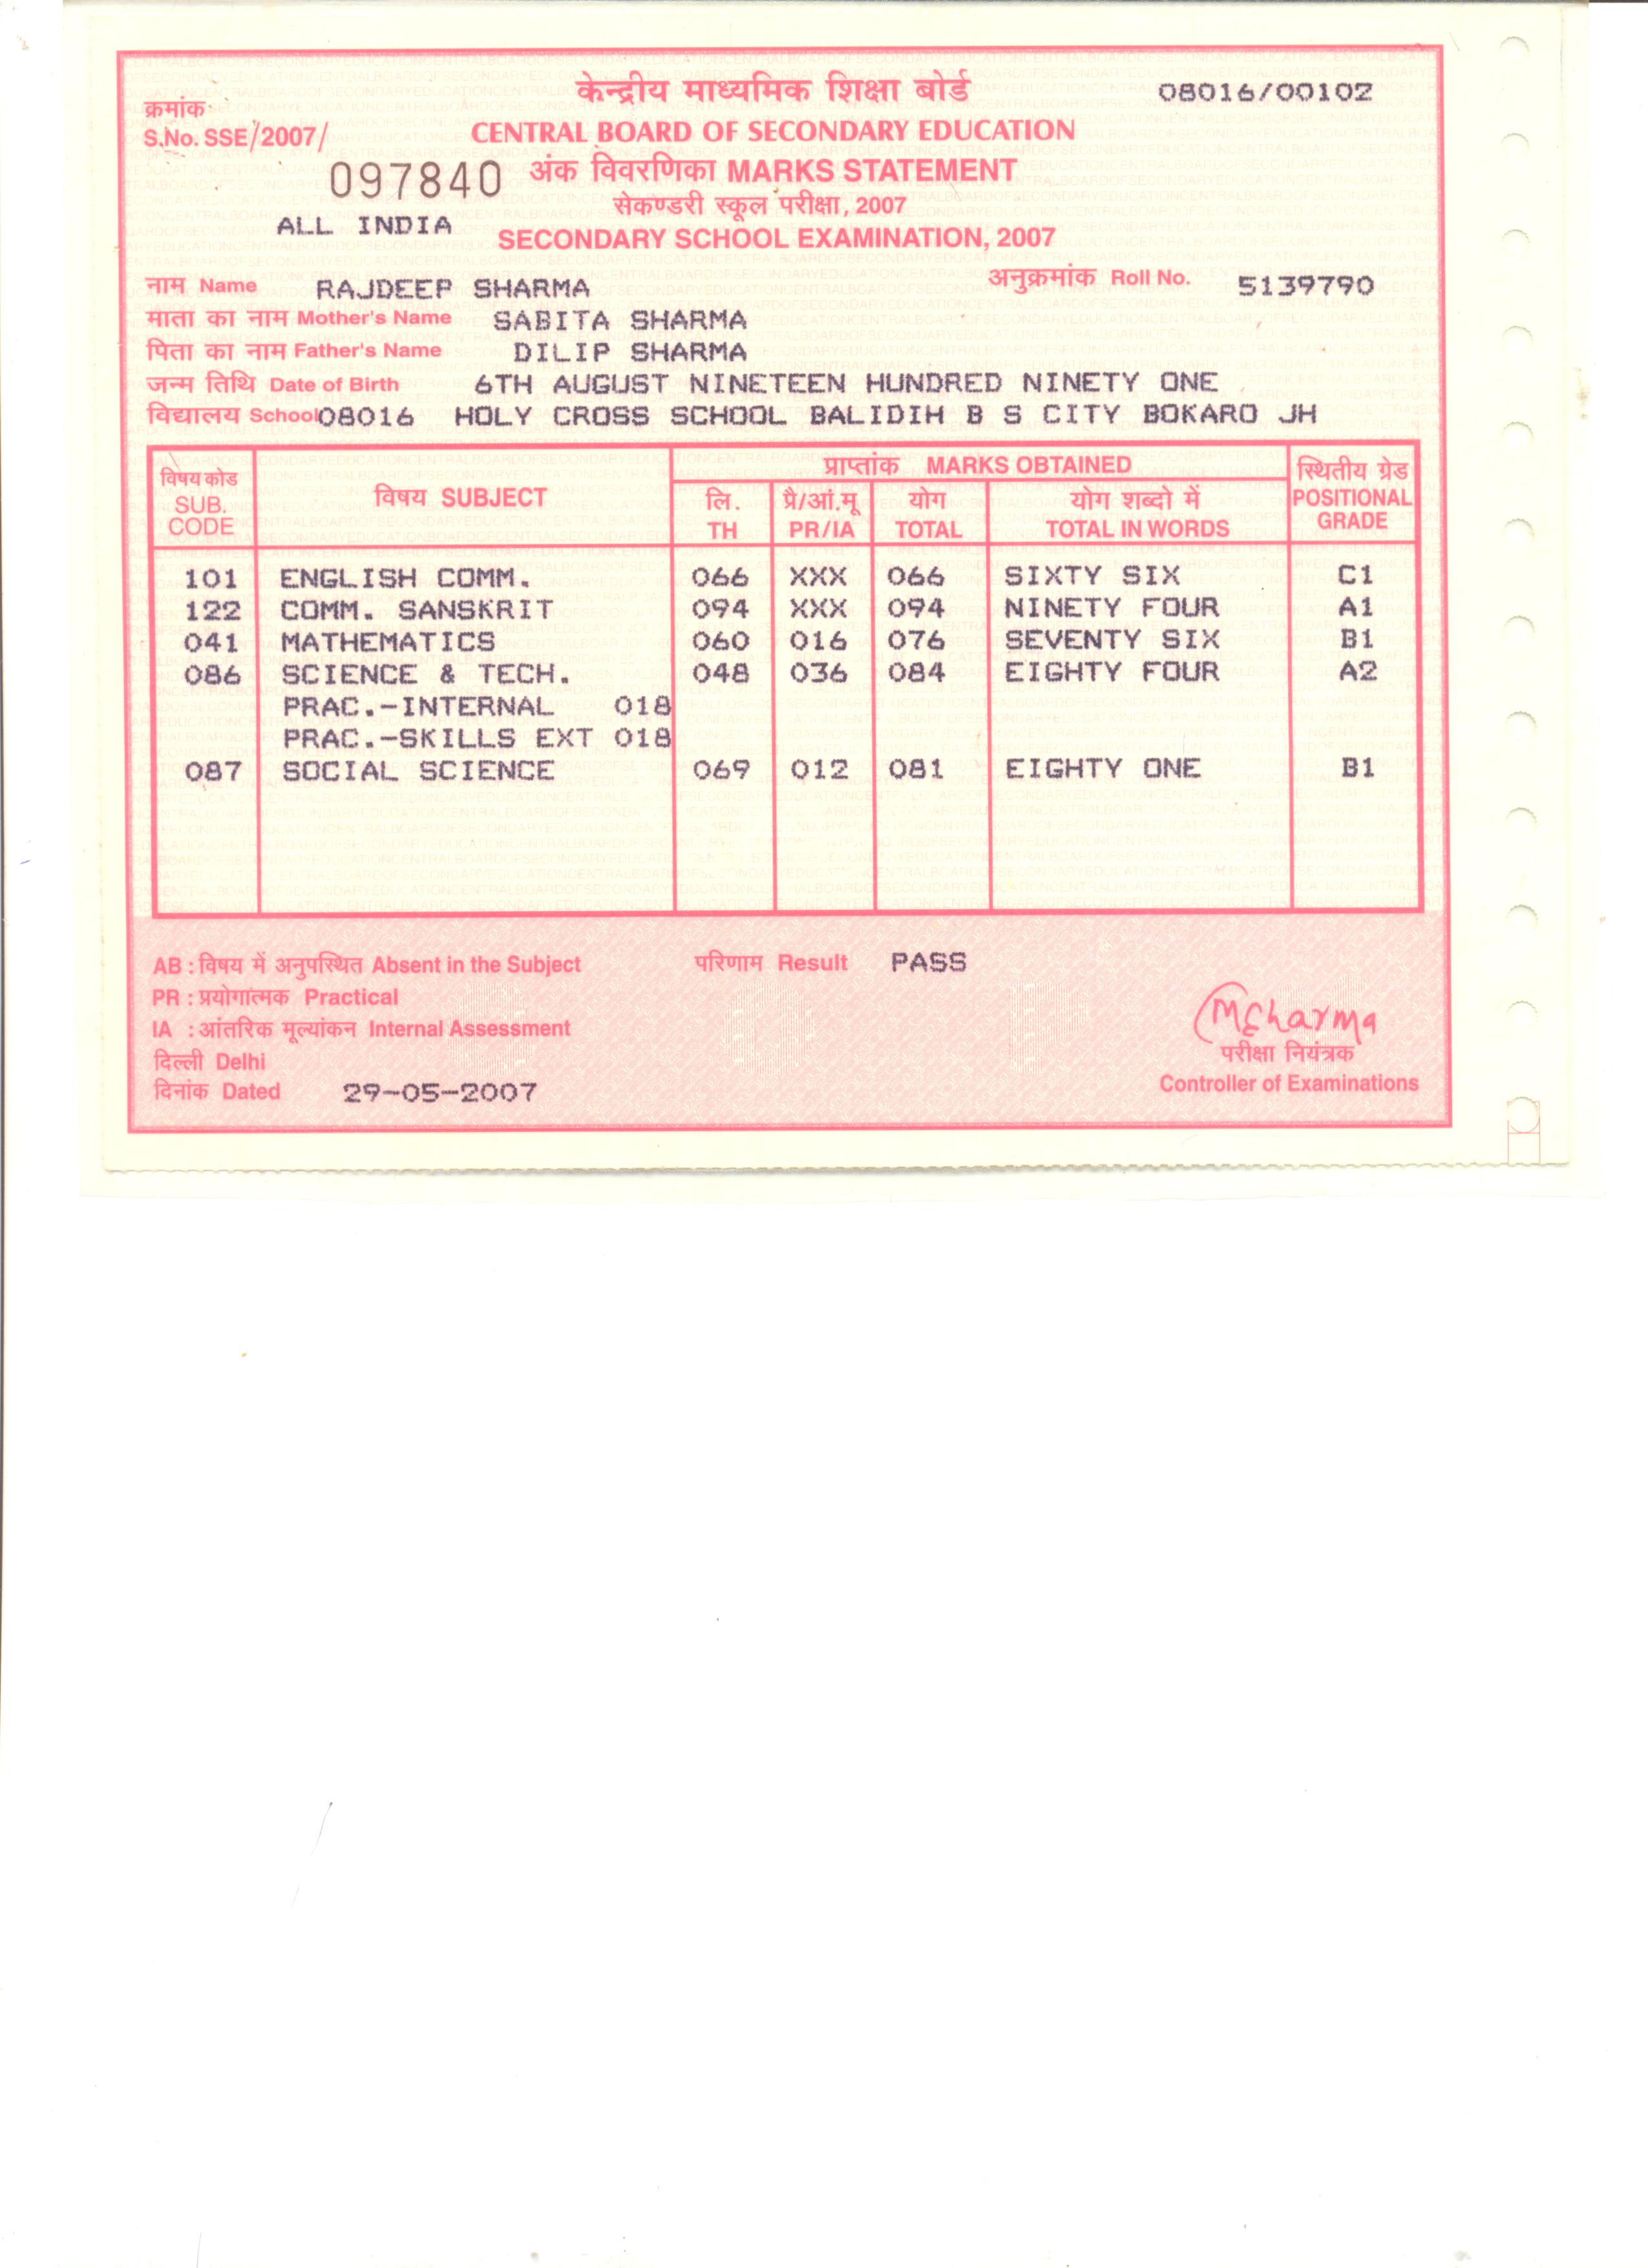 केन्द्रीय माध्यमिक शिक्षा बोर्ड 08016/00102
क्रमांक
S.No. SSE/2007/ CENTRAL BOARD OF SECONDARY EDUCATION
097840 अंक विवरणिका MARKS STATEMENT
सेकण्डरी स्कूल परीक्षा, 2007
ALL INDIA SECONDARY SCHOOL EXAMINATION, 2007
नाम Name RAJDEEP SHARMA अनुक्रमांक Roll No. 5139790
माता का नाम Mother's Name SABITA SHARMA
पिता का नाम Father's Name DILIP SHARMA
जन्म तिथि Date of Birth 6TH AUGUST NINETEEN HUNDRED NINETY ONE
विद्यालय School 08016 HOLY CROSS SCHOOL BALIDIH B S CITY BOKARO JH
विषय कोड SUB. CODE विषय SUBJECT प्राप्तांक MARKS OBTAINED स्थितीय ग्रेड POSITIONAL GRADE
लि. प्रै/आं.मू योग योग शब्दो में
TH PR/IA TOTAL TOTAL IN WORDS
101 ENGLISH COMM. 066 XXX 066 SIXTY SIX C1
122 COMM. SANSKRIT 094 XXX 094 NINETY FOUR A1
041 MATHEMATICS 060 016 076 SEVENTY SIX B1
086 SCIENCE & TECH. 048 036 084 EIGHTY FOUR A2
PRAC.-INTERNAL 018
PRAC.-SKILLS EXT 018
087 SOCIAL SCIENCE 069 012 081 EIGHTY ONE B1
AB : विषय में अनुपस्थित Absent in the Subject परिणाम Result PASS
PR : प्रयोगात्मक Practical
IA : आंतरिक मूल्यांकन Internal Assessment MSharma
दिल्ली Delhi परीक्षा नियंत्रक
दिनांक Dated 29-05-2007 Controller of Examinations